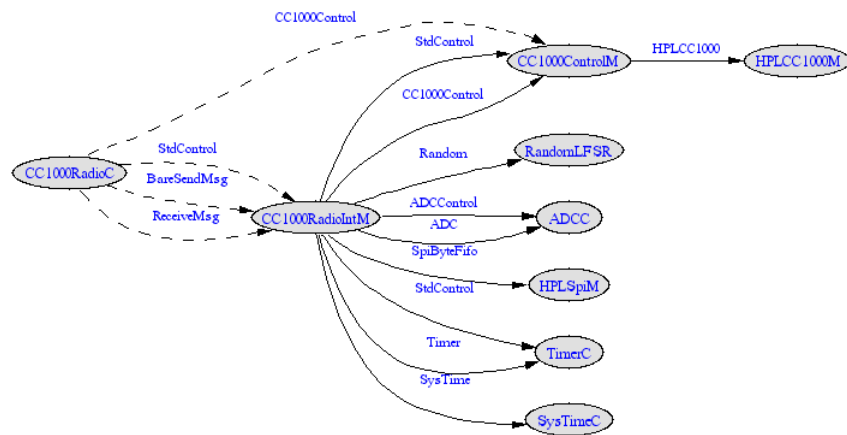 CC1000Control
StdControl
HPLCC1000
CC1000ControlM
HPLCC1000M
CC1000Control
StdControl
Random
RandomLFSR
CC1000RadioC
BareSendMsg
ReceiveMsg
CC1000RadioIntM
ADCControl
ADC
ADCC
SpiByteFifo
StdControl
HPLSpiM
Timer
TimerC
SysTime
SysTimeC